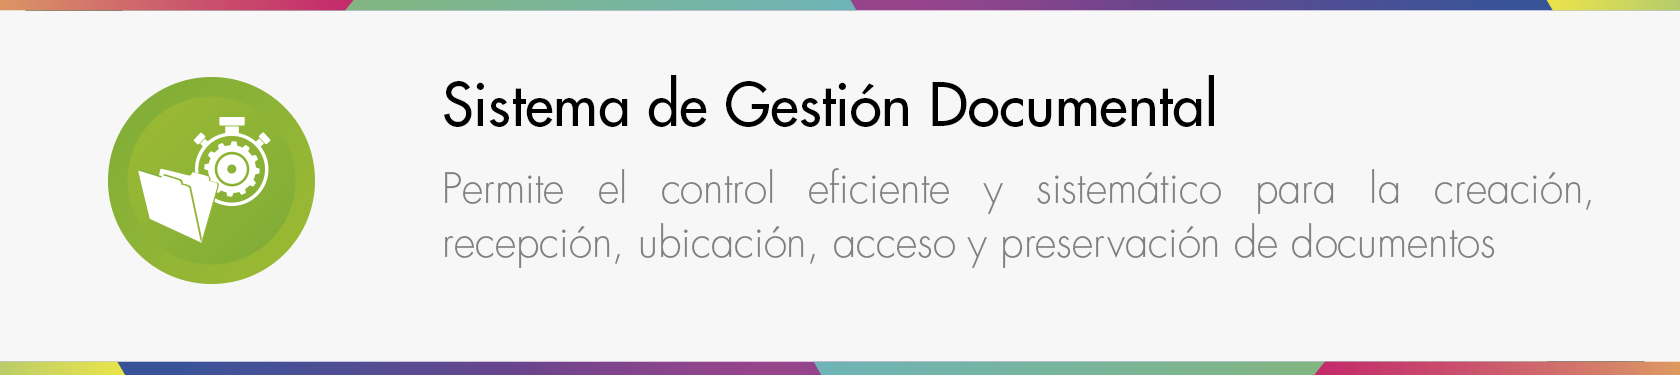 Sistema de Gestión Documental
Permite el control eficiente y sistemático para la creación,
recepción, ubicación, acceso y preservación de documentos